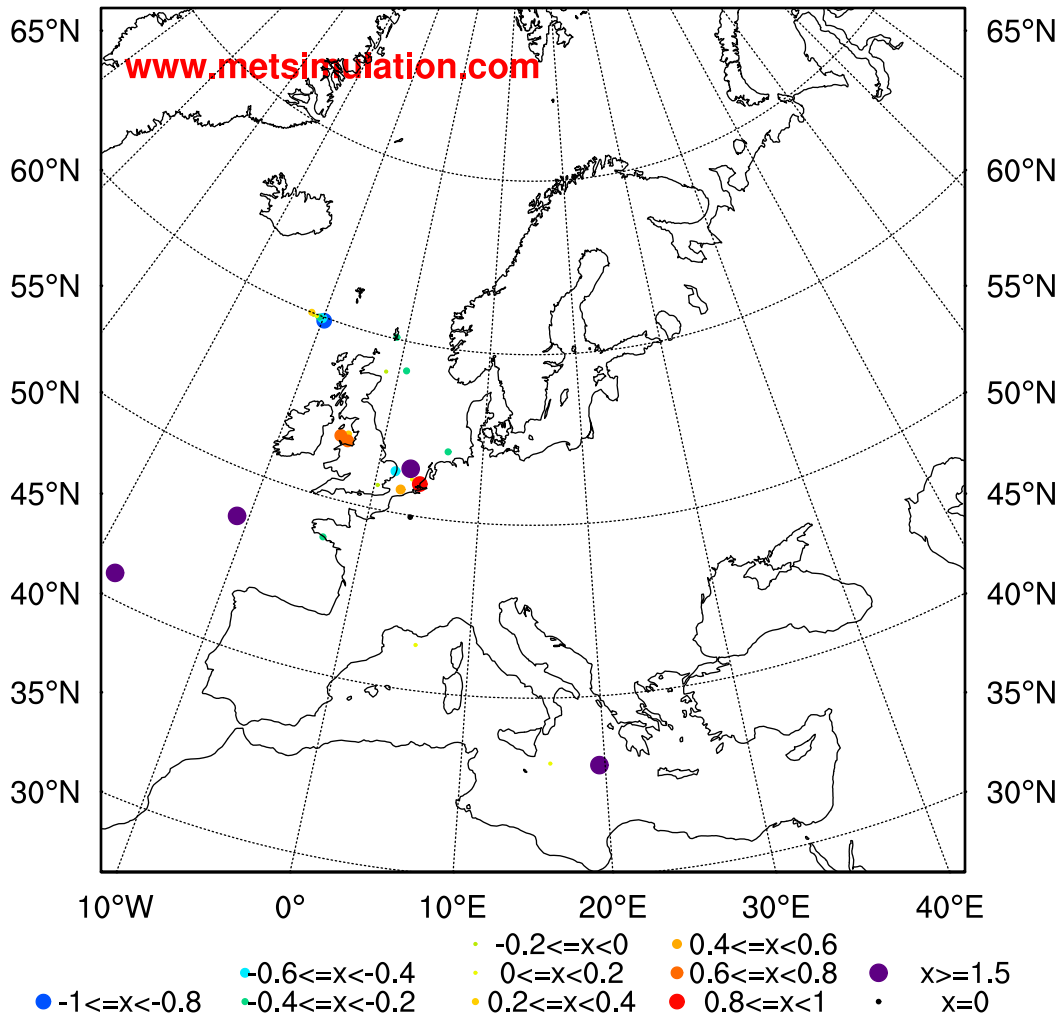 65°N 65°N
www.metsimulation.com
60°N 60°N
55°N 55°N
50°N 50°N
45°N 45°N
40°N 40°N
35°N 35°N
30°N 30°N
10°W 0° 10°E 20°E 30°E 40°E
-0.2<=x<0 0.4<=x<0.6
-0.6<=x<-0.4 0<=x<0.2 0.6<=x<0.8 x>=1.5
-1<=x<-0.8 -0.4<=x<-0.2 0.2<=x<0.4 0.8<=x<1 x=0